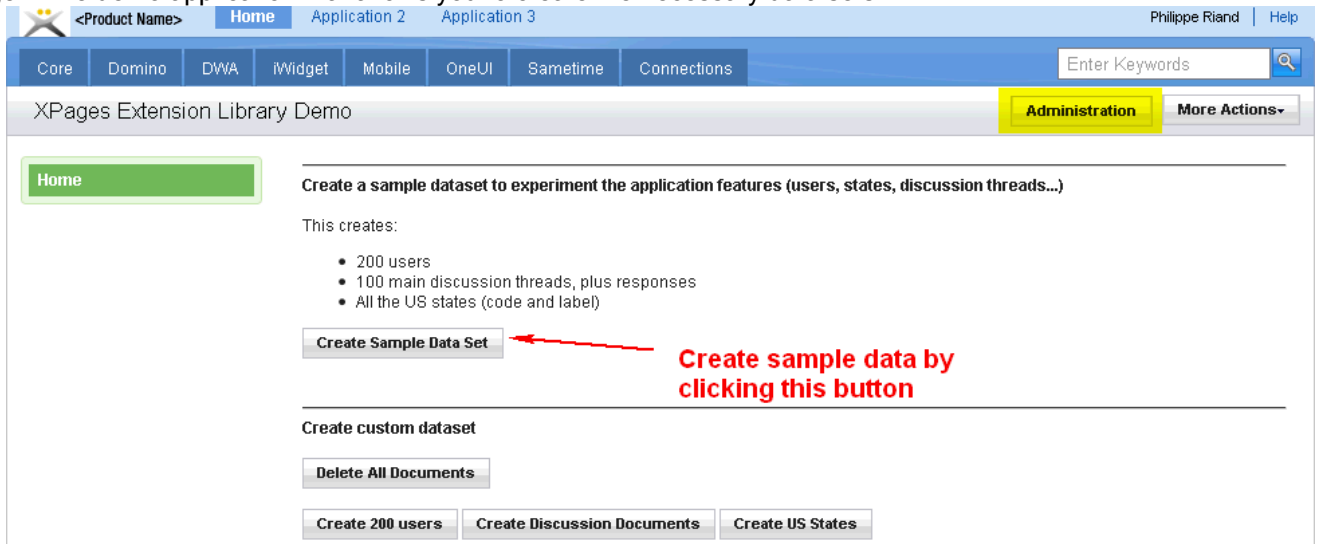 <Product Name> Home Application 2 Application 3 Philippe Riand Help
Core Domino DWA iWidget Mobile OneUI Sametime Connections Enter Keywords
XPages Extension Library Demo Administration More Actions
Home
Create a sample dataset to experiment the application features (users, states, discussion threads...)
This creates:
• 200 users
• 100 main discussion threads, plus responses
• All the US states (code and label)
Create Sample Data Set
Create sample data by
clicking this button
Create custom dataset
Delete All Documents
Create 200 users Create Discussion Documents Create US States